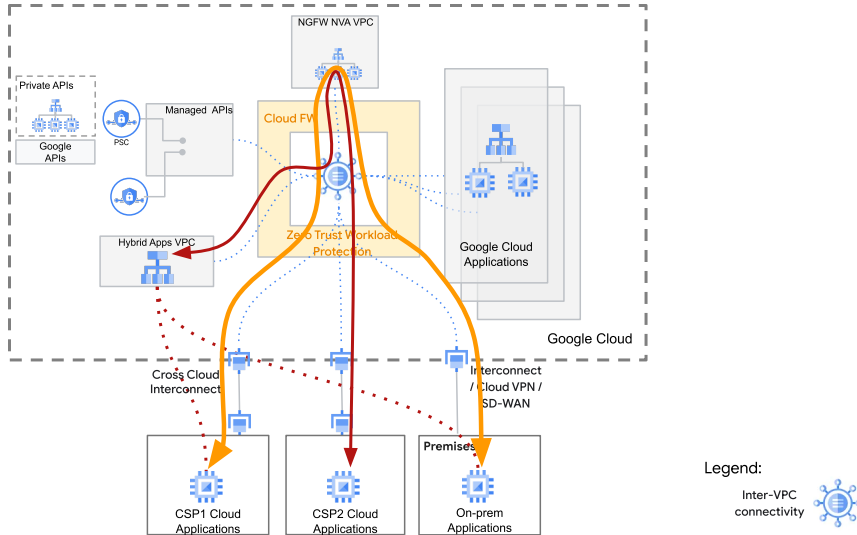 NGFW NVA VPC
Private APIs
Google
APIs
PSC
Managed APIs
Cloud FW
Zero Trust Workload
Protection
Hybrid Apps VPC
Google Cloud
Applications
Google Cloud
Cross Cloud
Interconnect
Interconnect
/ Cloud VPN /
SD-WAN
Premises
CSP1 Cloud
Applications
CSP2 Cloud
Applications
On-prem
Applications
Legend:
Inter-VPC
connectivity